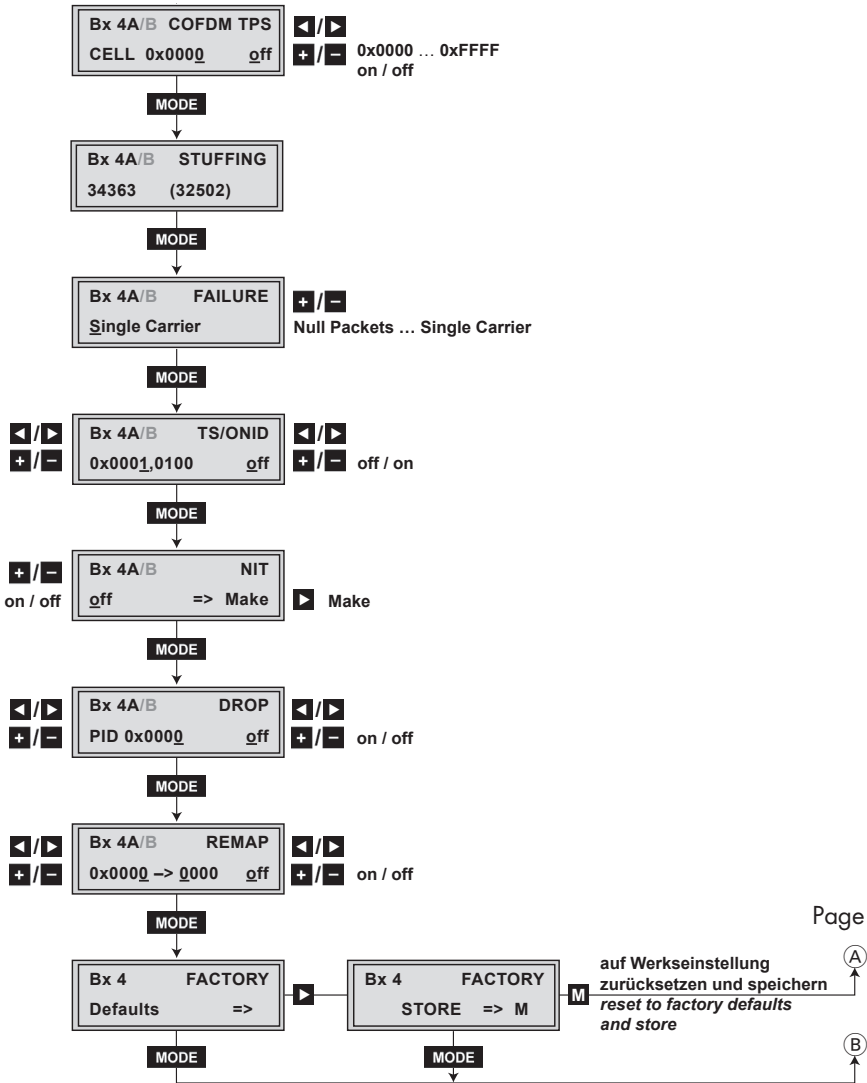 Bx 4A/B COFDM TPS
CELL 0x0000 off
◄/►
+/− 0x0000 … 0xFFFF
on / off
MODE
Bx 4A/B STUFFING
34363 (32502)
MODE
Bx 4A/B FAILURE
Single Carrier
+/−
Null Packets … Single Carrier
MODE
◄/►
+/−
Bx 4A/B TS/ONID
0x0001,0100 off
◄/►
+/− off / on
MODE
+/−
on / off
Bx 4A/B NIT
off => Make
► Make
MODE
◄/►
+/−
Bx 4A/B DROP
PID 0x0000 off
◄/►
+/− on / off
MODE
◄/►
+/−
Bx 4A/B REMAP
0x0000 –> 0000 off
◄/►
+/− on / off
MODE
Page
Bx 4 FACTORY
Defaults =>
►
Bx 4 FACTORY
STORE => M
M
auf Werkseinstellung
zurücksetzen und speichern
reset to factory defaults
and store
A
MODE
MODE
B